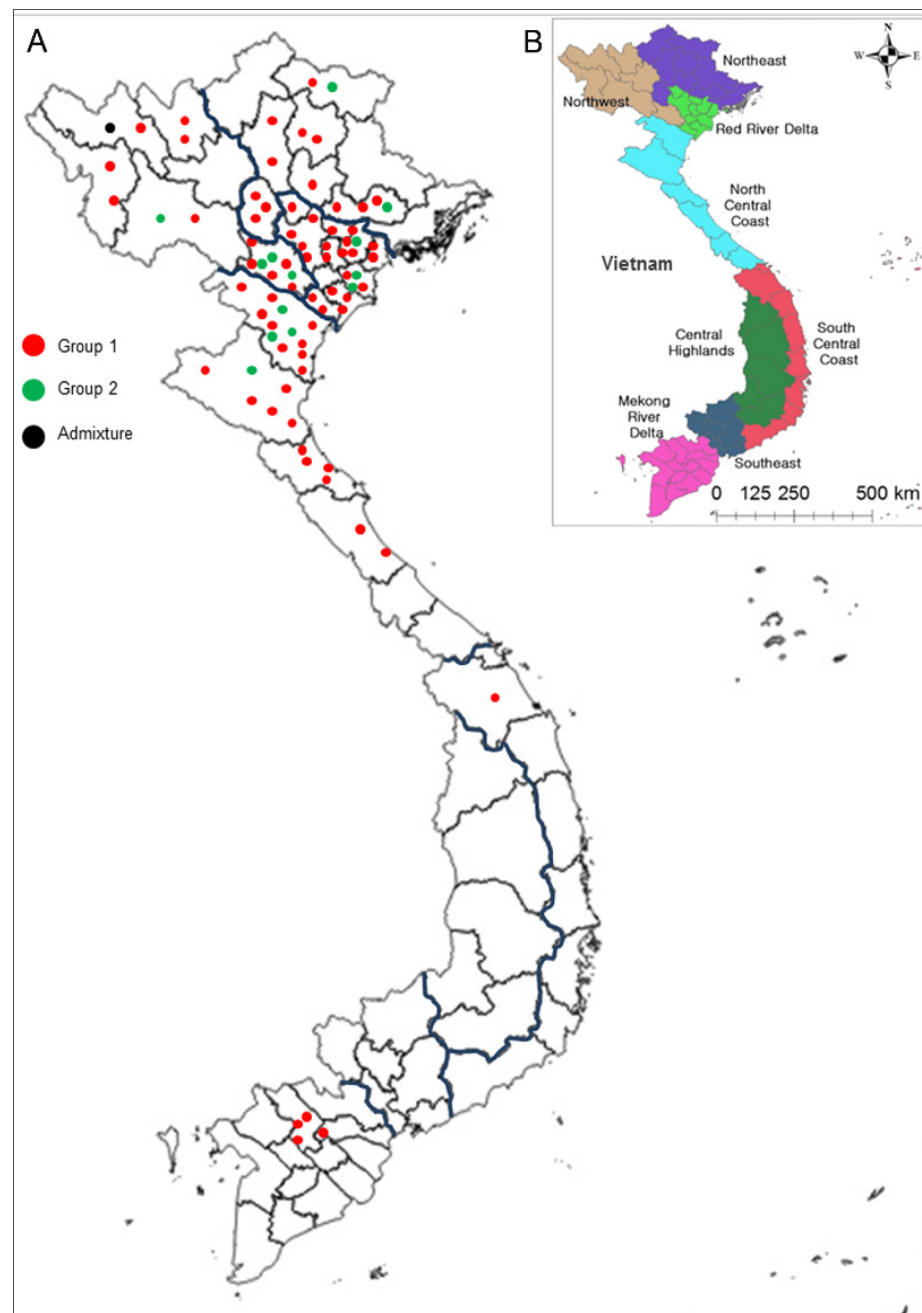 A
B
N
W
E
S
Northeast
Northwest
Red River Delta
North
Central
Coast
Vietnam
Central
Highlands
South
Central
Coast
Mekong
River
Delta
Southeast
0 125 250 500 km
Group 1
Group 2
Admixture